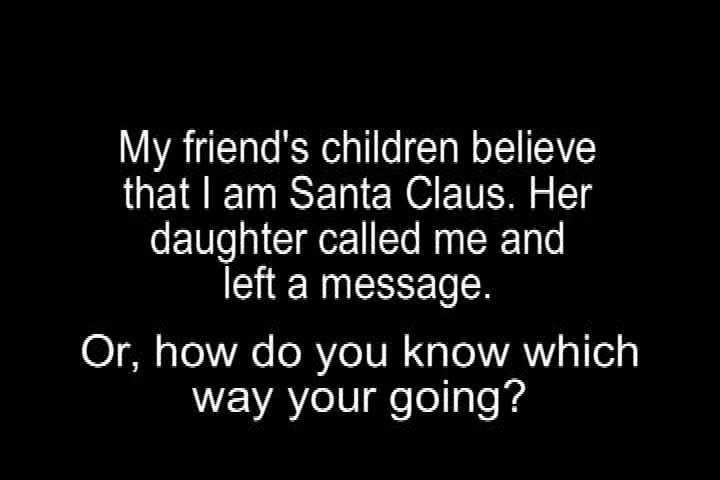 My friend's children believe
that I am Santa Claus. Her
daughter called me and
left a message.
Or, how do you know which
way your going?